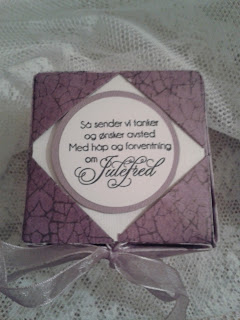 Så sender vi tanker
og ønsker avsted
Med håp og forventning
om Julefred